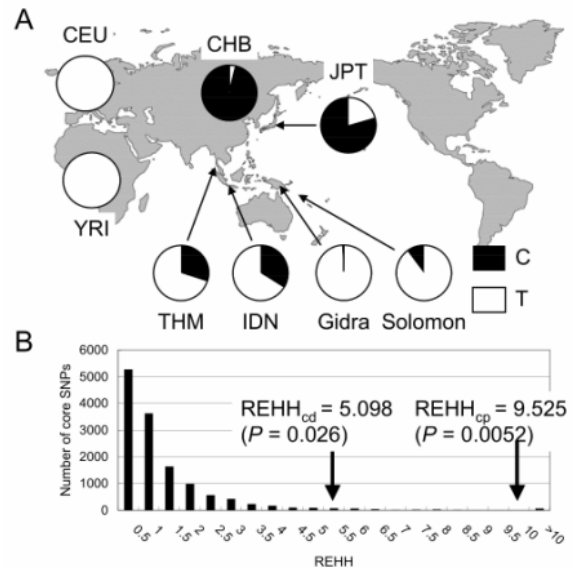 A
CEU
CHB
JPT
YRI
THM IDN Gidra Solomon
C
T
B
Number of core SNPs
6000
5000
4000
3000
2000
1000
0
REHHcd = 5.098
(P = 0.026)
REHHcp = 9.525
(P = 0.0052)
0.5 1 1.5 2 2.5 3 3.5 4 4.5 5 5.5 6 6.5 7 7.5 8 8.5 9 9.5 10 >10
REHH